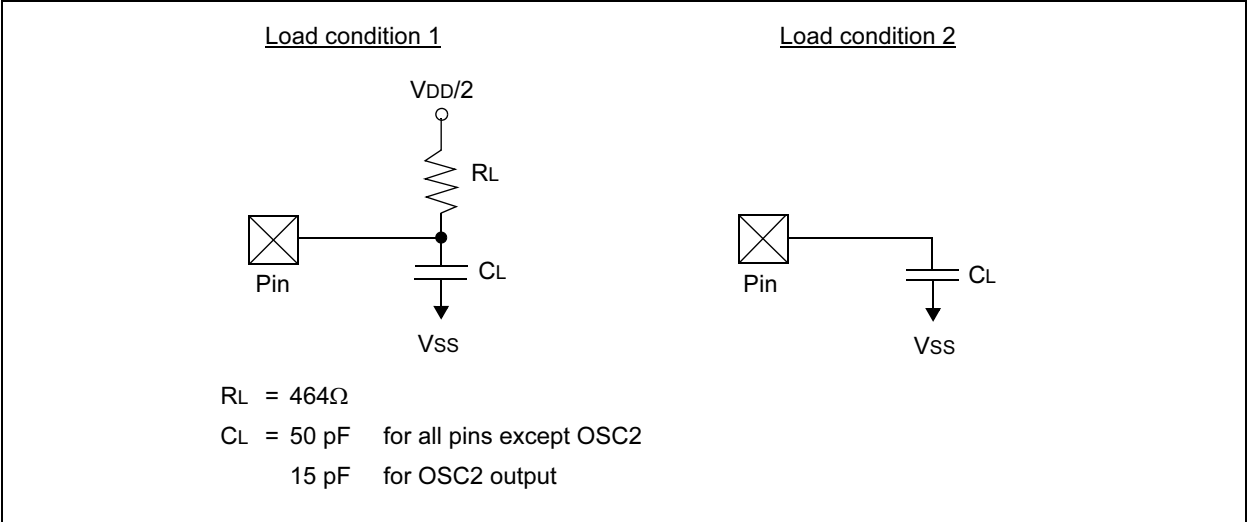 Load condition 1
VDD/2
RL
CL
Pin
VSS
Load condition 2
Pin
CL
VSS
RL = 464Ω
CL = 50 pF for all pins except OSC2
15 pF for OSC2 output